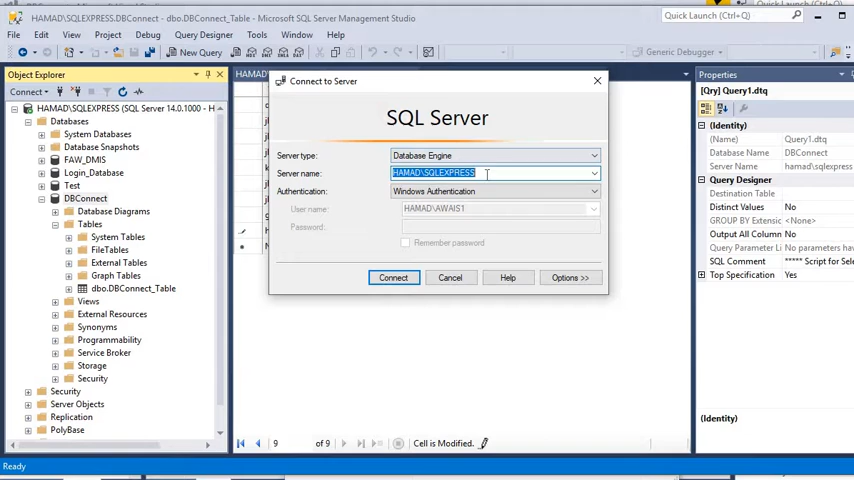 HAMAD\SQLEXPRESS.DBConnect - dbo.DBConnect_Table - Microsoft SQL Server Management Studio
Quick Launch (Ctrl+Q)
File Edit View Project Debug Query Designer Tools Window Help
New Query
Generic Debugger
Object Explorer
Connect
HAMAD\SQLEXPRESS (SQL Server 14.0.1000 - H
Databases
System Databases
Database Snapshots
FAW_DMIS
Login_Database
Test
DBConnect
Database Diagrams
Tables
System Tables
FileTables
External Tables
Graph Tables
dbo.DBConnect_Table
Views
External Resources
Synonyms
Programmability
Service Broker
Storage
Security
Security
Server Objects
Replication
PolyBase
HAMAD
Connect to Server
SQL Server
Server type: Database Engine
Server name: HAMAD\SQLEXPRESS
Authentication: Windows Authentication
User name: HAMAD\AWAIS1
Password:
Remember password
Connect Cancel Help Options >>
9 of 9 Cell is Modified.
Properties
[Qry] Query1.dtq
(Identity)
(Name) Query1.dtq
Database Name DBConnect
Server Name hamad\sqlexpress
Query Designer
Distinct Values No
GROUP BY Extension <None>
Output All Column No
Query Parameter Li No parameters hav
SQL Comment ***** Script for Sele
Top Specification Yes
(Identity)
Ready